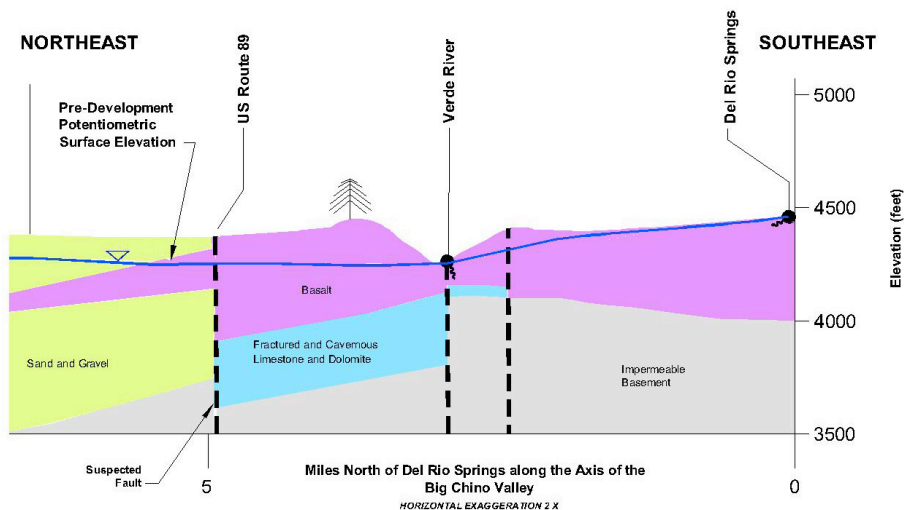 NORTHEAST
SOUTHEAST
US Route 89
Verde River
Del Rio Springs
Pre-Development
Potentiometric
Surface Elevation
5000
4500
4000
3500
Elevation (feet)
Basalt
Fractured and Cavernous
Limestone and Dolomite
Sand and Gravel
Impermeable
Basement
Suspected
Fault
5
0
Miles North of Del Rio Springs along the Axis of the
Big Chino Valley
HORIZONTAL EXAGGERATION 2 X